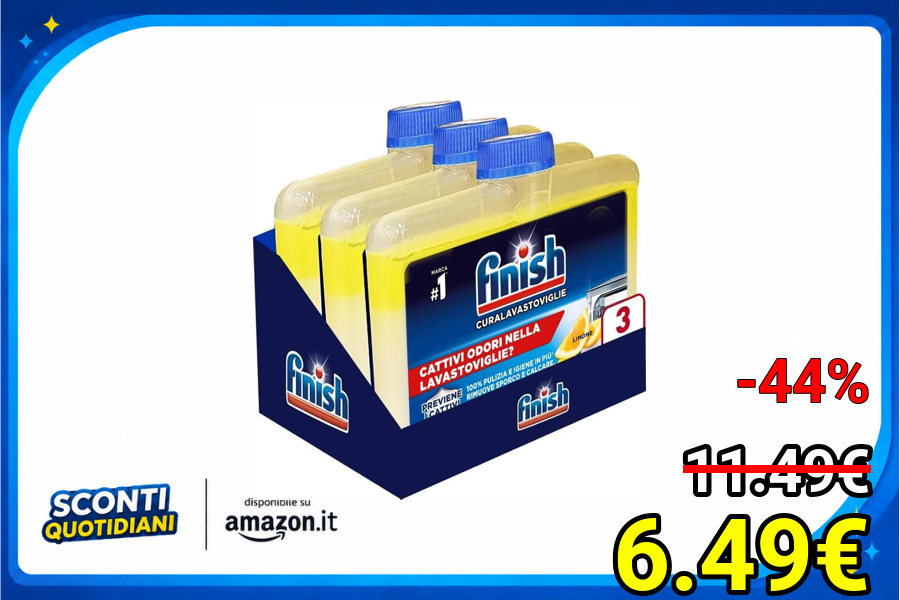 MARCA
#1
finish
CURALAVASTOVIGLIE
CATTIVI ODORI NELLA
LAVASTOVIGLIE?
LIMONE
3
100% PULIZIA E IGIENE IN PIÙ
RIMUOVE SPORCO E CALCARE
PREVIENE
I CATTIVI
finish
finish
-44%
11.49€
6.49€
SCONTI
QUOTIDIANI
disponibile su
amazon.it